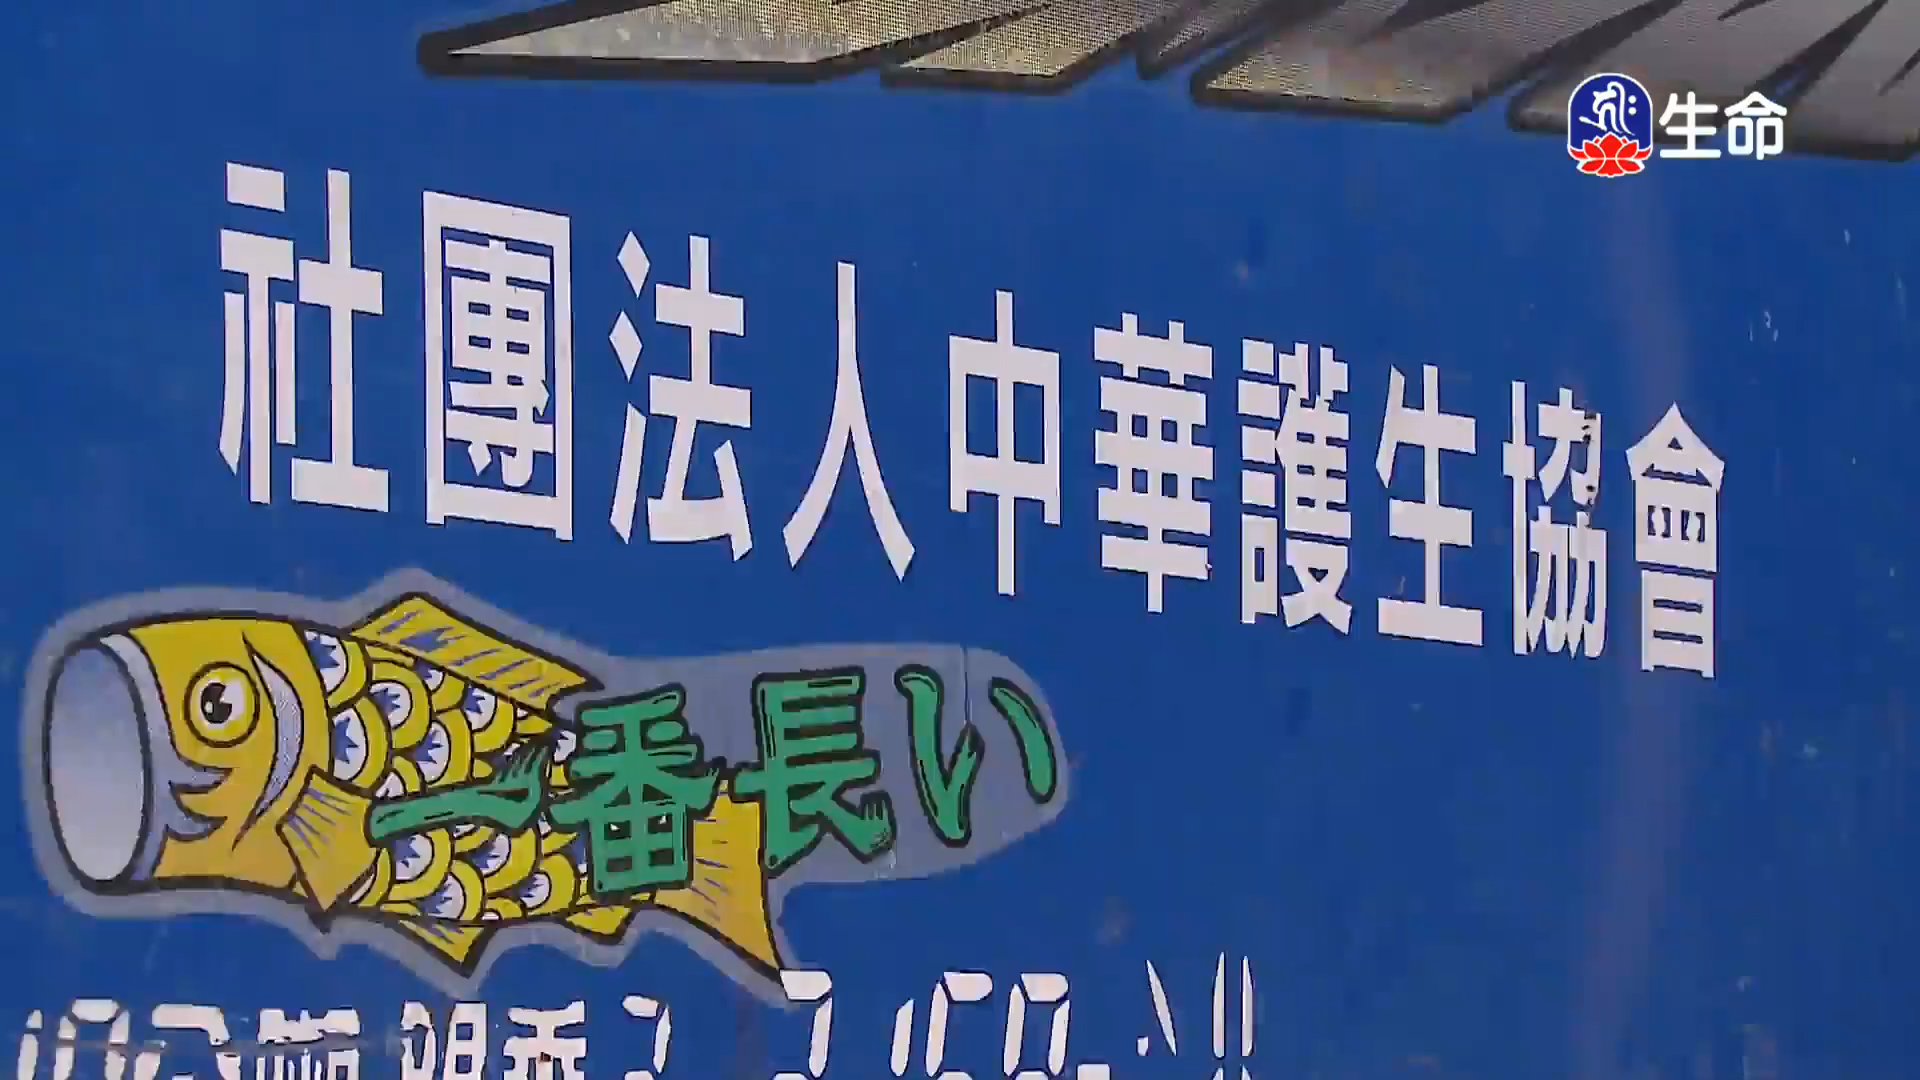 生命
社團法人中華護生協會
一番長い